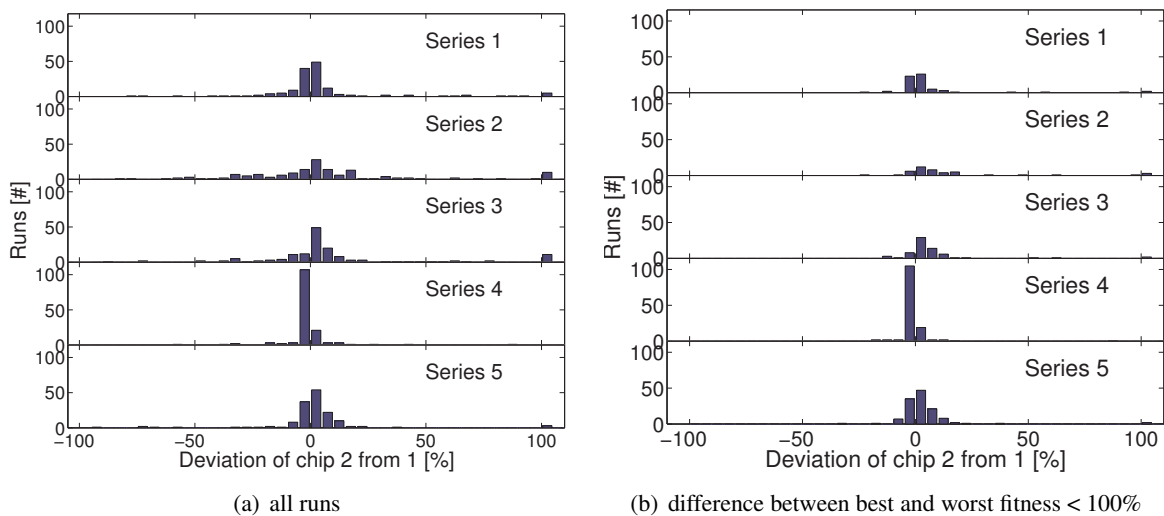 100
50
0
Series 1
100
50
0
Series 2
100
50
0
Series 3
100
50
0
Series 4
100
50
0
Series 5
Runs [#]
−100
−50
0
50
100
Deviation of chip 2 from 1 [%]
(a) all runs
100
50
0
Series 1
100
50
0
Series 2
100
50
0
Series 3
100
50
0
Series 4
100
50
0
Series 5
Runs [#]
−100
−50
0
50
100
Deviation of chip 2 from 1 [%]
(b) difference between best and worst fitness < 100%